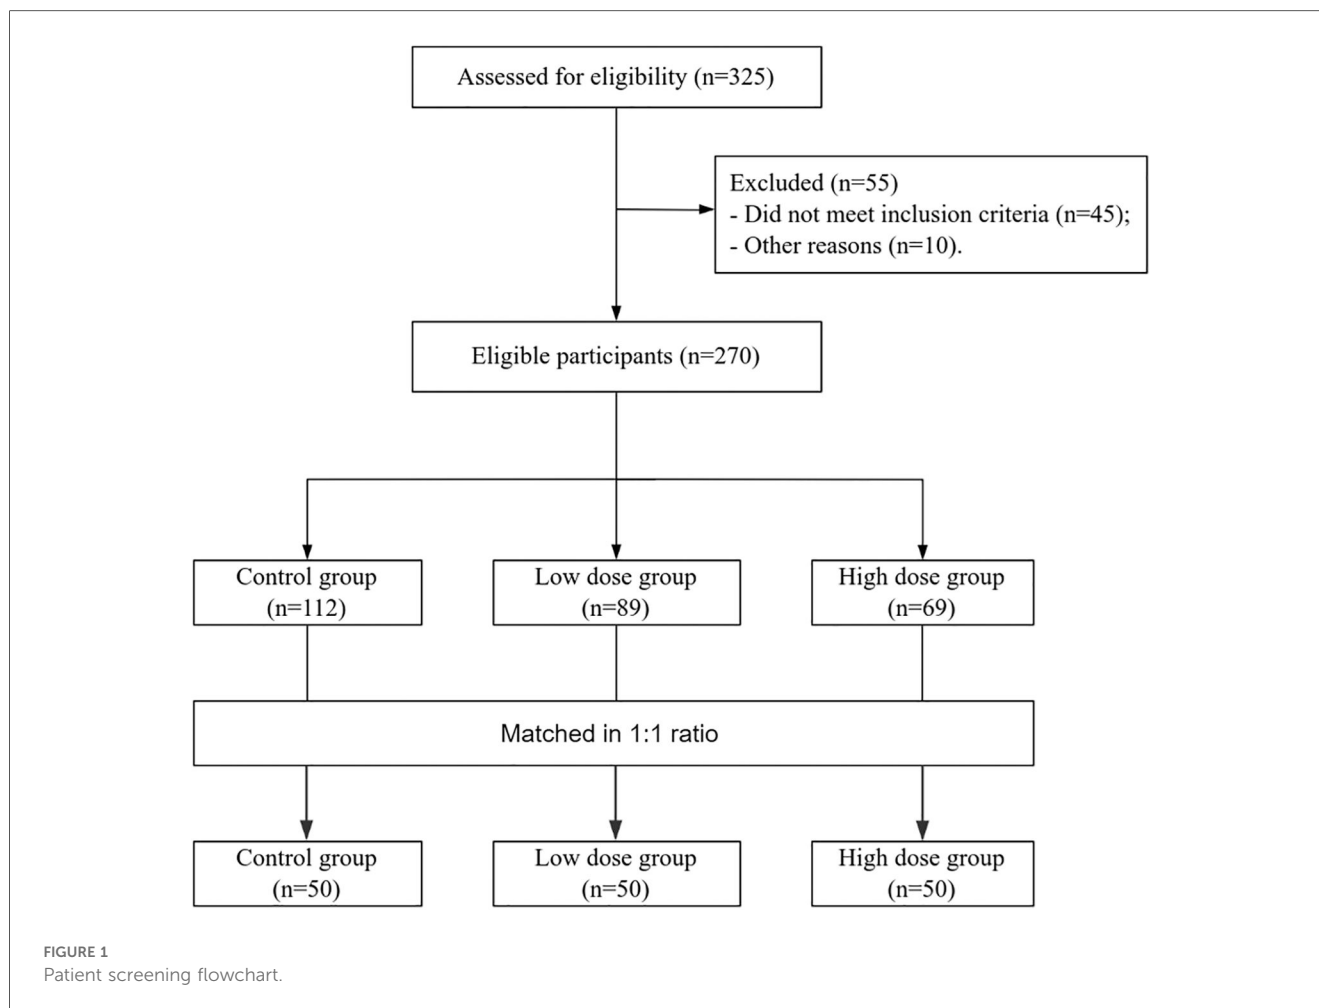 Assessed for eligibility (n=325)
Excluded (n=55)
- Did not meet inclusion criteria (n=45);
- Other reasons (n=10).
Eligible participants (n=270)
Control group
(n=112)
Low dose group
(n=89)
High dose group
(n=69)
Matched in 1:1 ratio
Control group
(n=50)
Low dose group
(n=50)
High dose group
(n=50)
FIGURE 1
Patient screening flowchart.